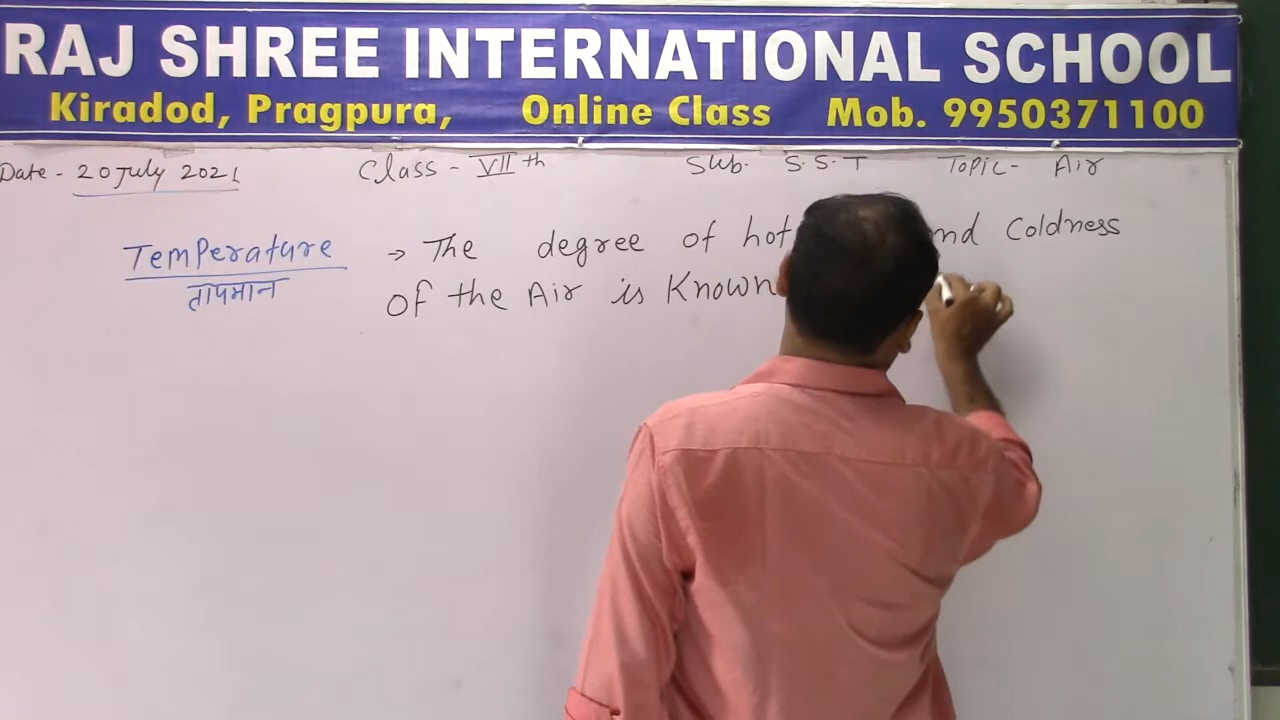 RAJ SHREE INTERNATIONAL SCHOOL
Kiradod, Pragpura, Online Class Mob. 9950371100
Date - 20 July 2021 Class - VII th Sub. S.S.T Topic - Air
Temperature → The degree of hot nd Coldness
तापमान
of the Air is Known